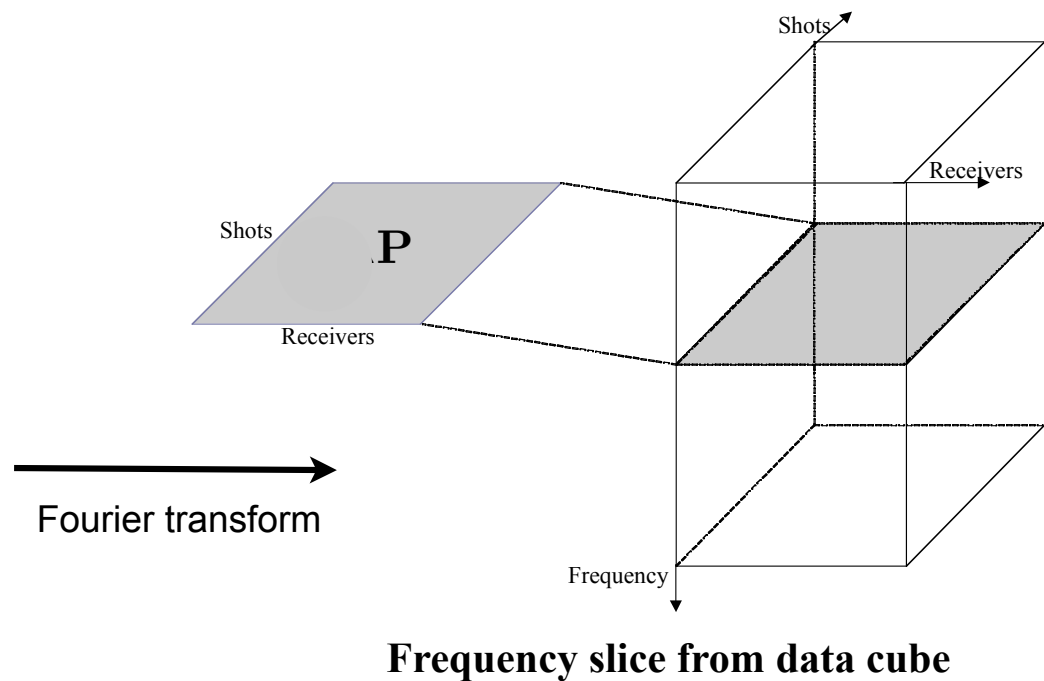 Shots
Receivers
Shots
P
Receivers
Fourier transform
Frequency
Frequency slice from data cube